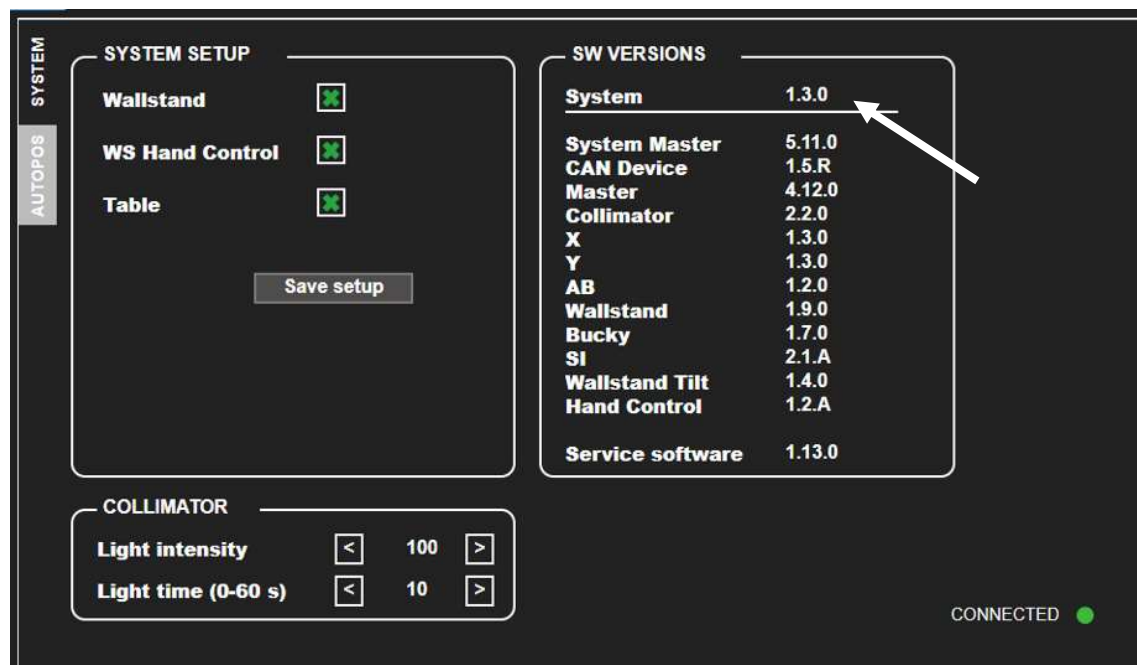 SYSTEM
AUTOPOS
SYSTEM SETUP
Wallstand
WS Hand Control
Table
Save setup
SW VERSIONS
System 1.3.0
System Master 5.11.0
CAN Device 1.5.R
Master 4.12.0
Collimator 2.2.0
X 1.3.0
Y 1.3.0
AB 1.2.0
Wallstand 1.9.0
Bucky 1.7.0
SI 2.1.A
Wallstand Tilt 1.4.0
Hand Control 1.2.A
Service software 1.13.0
COLLIMATOR
Light intensity < 100 >
Light time (0-60 s) < 10 >
CONNECTED